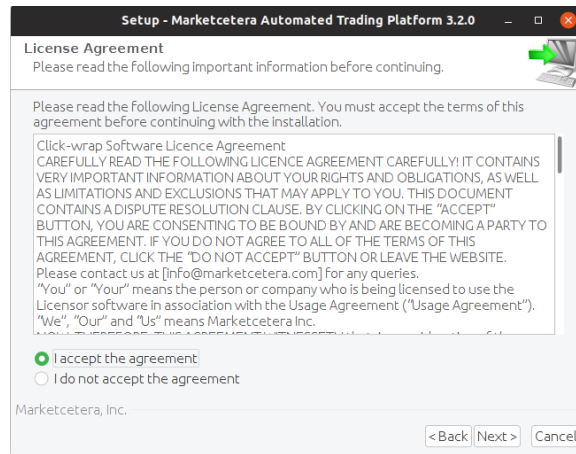 Setup - Marketcetera Automated Trading Platform 3.2.0
License Agreement
Please read the following important information before continuing.
Please read the following License Agreement. You must accept the terms of this
agreement before continuing with the installation.
Click-wrap Software Licence Agreement
CAREFULLY READ THE FOLLOWING LICENCE AGREEMENT CAREFULLY! IT CONTAINS
VERY IMPORTANT INFORMATION ABOUT YOUR RIGHTS AND OBLIGATIONS, AS WELL
AS LIMITATIONS AND EXCLUSIONS THAT MAY APPLY TO YOU. THIS DOCUMENT
CONTAINS A DISPUTE RESOLUTION CLAUSE. BY CLICKING ON THE “ACCEPT”
BUTTON, YOU ARE CONSENTING TO BE BOUND BY AND ARE BECOMING A PARTY TO
THIS AGREEMENT. IF YOU DO NOT AGREE TO ALL OF THE TERMS OF THIS
AGREEMENT, CLICK THE “DO NOT ACCEPT” BUTTON OR LEAVE THE WEBSITE.
Please contact us at [info@marketcetera.com] for any queries.
“You” or “Your” means the person or company who is being licensed to use the
Licensor software in association with the Usage Agreement (“Usage Agreement”).
“We”, “Our” and “Us” means Marketcetera Inc.
I accept the agreement
I do not accept the agreement
Marketcetera, Inc.
< Back Next > Cancel